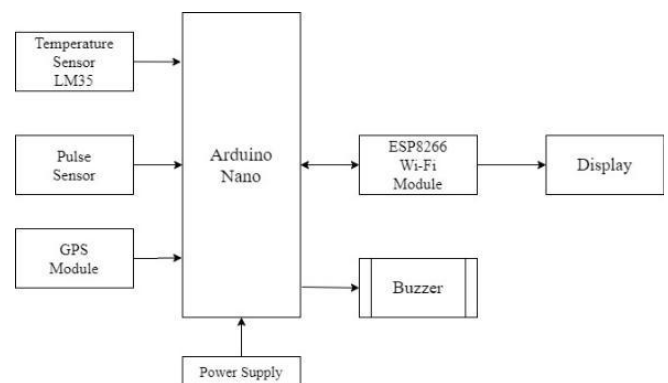 Temperature
Sensor
LM35
Pulse
Sensor
GPS
Module
Arduino
Nano
Power Supply
ESP8266
Wi-Fi
Module
Buzzer
Display